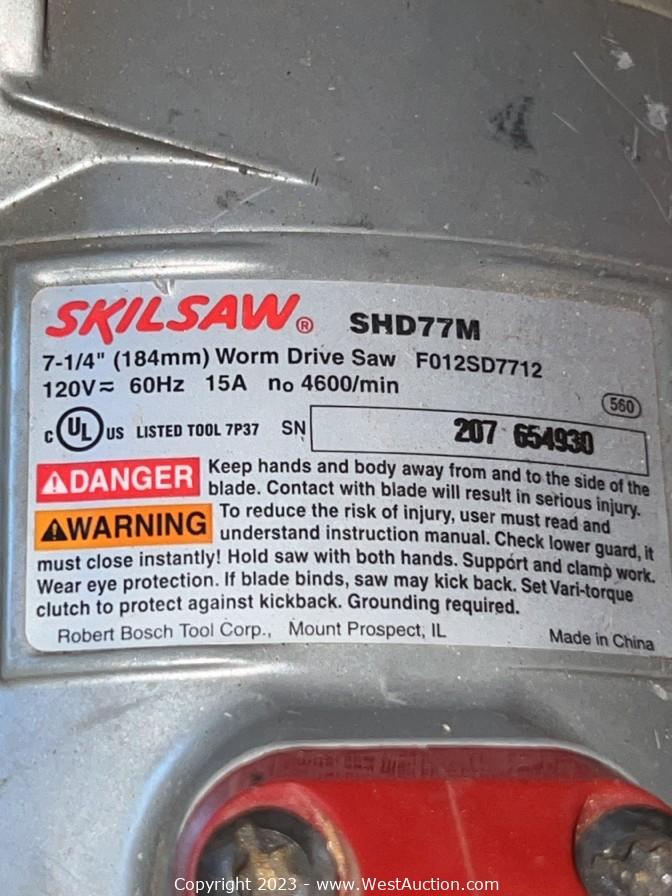 SKILSAW® SHD77M
7-1/4" (184mm) Worm Drive Saw F012SD7712
120V≂ 60Hz 15A no 4600/min
560
c UL US LISTED TOOL 7P37 SN 207 654930
⚠DANGER Keep hands and body away from and to the side of the
blade. Contact with blade will result in serious injury.
⚠WARNING To reduce the risk of injury, user must read and
understand instruction manual. Check lower guard, it
must close instantly! Hold saw with both hands. Support and clamp work.
Wear eye protection. If blade binds, saw may kick back. Set Vari-torque
clutch to protect against kickback. Grounding required.
Robert Bosch Tool Corp., Mount Prospect, IL Made in China
Copyright 2023 - www.WestAuction.com